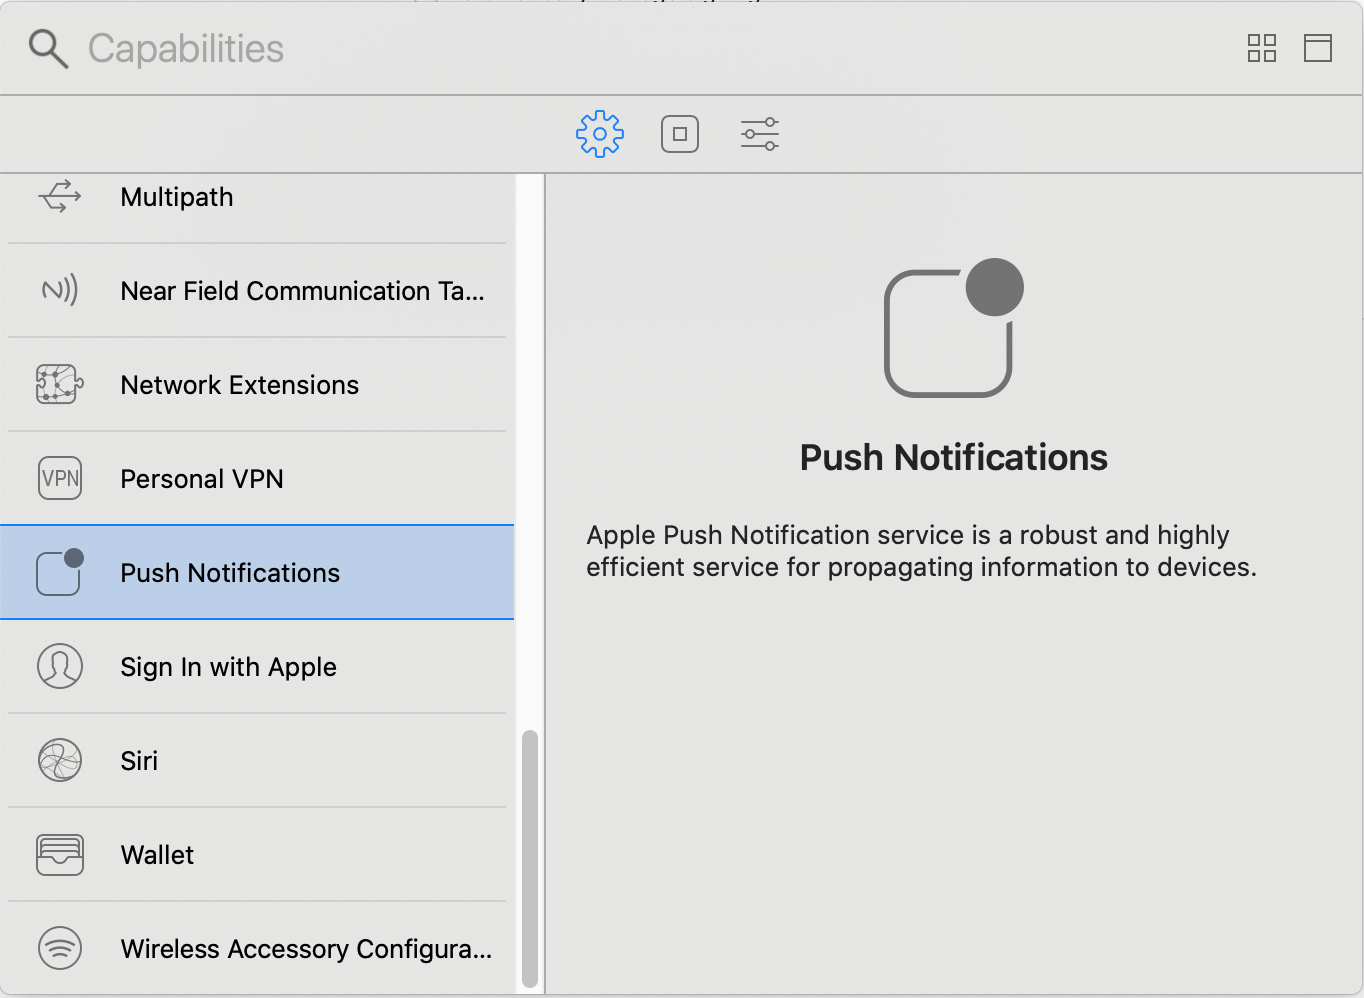 Capabilities
Multipath
Near Field Communication Ta...
Network Extensions
VPN
Personal VPN
Push Notifications
Sign In with Apple
Siri
Wallet
Wireless Accessory Configura...
Push Notifications
Apple Push Notification service is a robust and highly
efficient service for propagating information to devices.